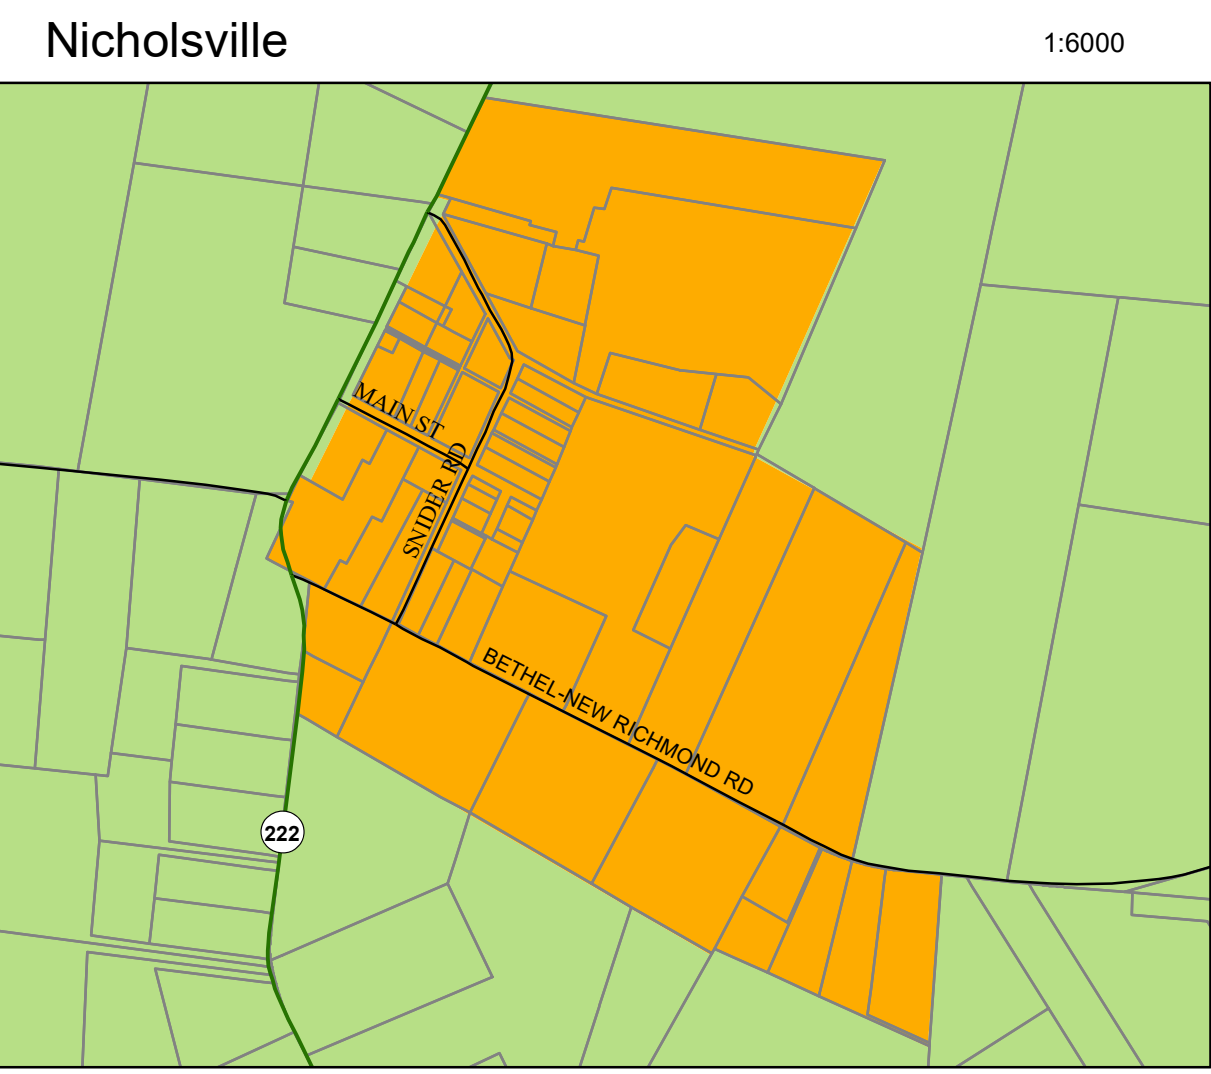 Nicholsville
1:6000
MAIN ST
SNIDER RD
BETHEL-NEW RICHMOND RD
222